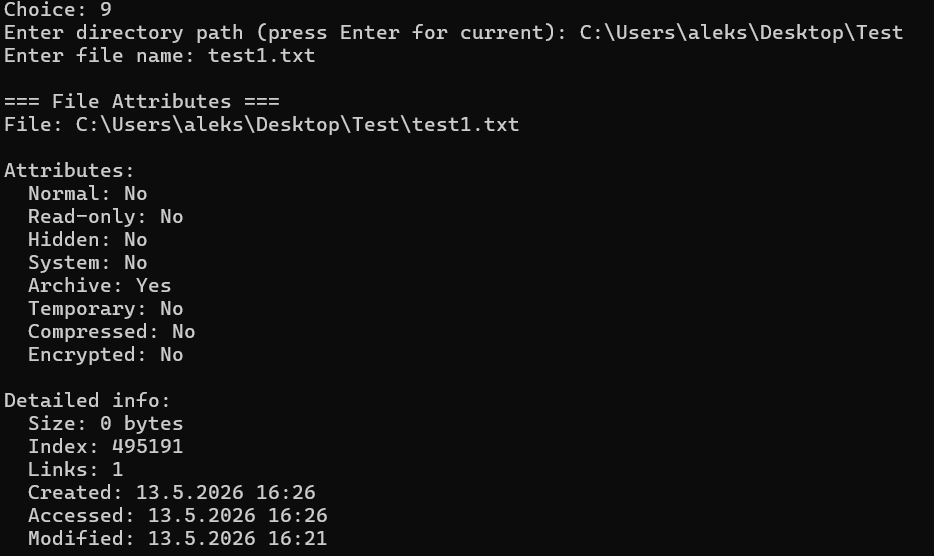 Choice: 9
Enter directory path (press Enter for current): C:\Users\aleks\Desktop\Test
Enter file name: test1.txt

=== File Attributes ===
File: C:\Users\aleks\Desktop\Test\test1.txt

Attributes:
  Normal: No
  Read-only: No
  Hidden: No
  System: No
  Archive: Yes
  Temporary: No
  Compressed: No
  Encrypted: No

Detailed info:
  Size: 0 bytes
  Index: 495191
  Links: 1
  Created: 13.5.2026 16:26
  Accessed: 13.5.2026 16:26
  Modified: 13.5.2026 16:21